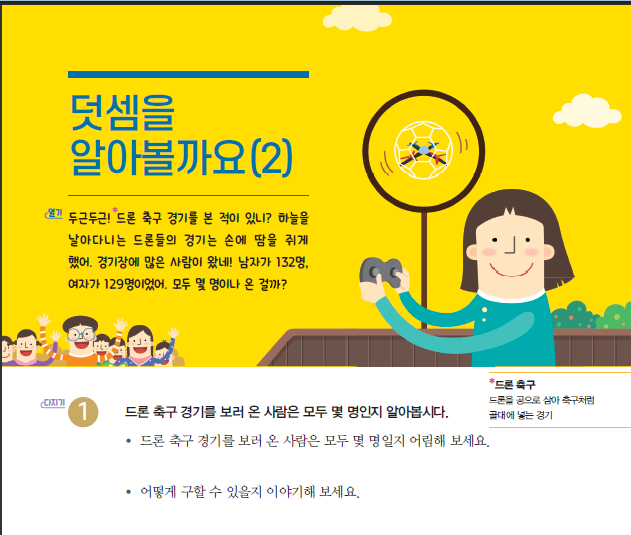 덧셈을
알아볼까요(2)
열기
두근두근! *드론 축구 경기를 본 적이 있니? 하늘을
날아다니는 드론들의 경기는 손에 땀을 쥐게
했어. 경기장에 많은 사람이 왔네! 남자가 132명,
여자가 129명이었어. 모두 몇 명이나 온 걸까?
*드론 축구
드론을 공으로 삼아 축구처럼
골대에 넣는 경기
다지기
1 드론 축구 경기를 보러 온 사람은 모두 몇 명인지 알아봅시다.
• 드론 축구 경기를 보러 온 사람은 모두 몇 명일지 어림해 보세요.
• 어떻게 구할 수 있을지 이야기해 보세요.